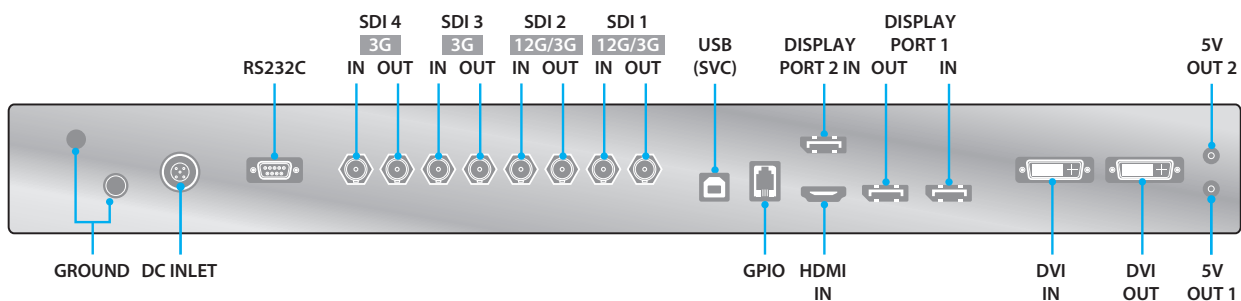 SDI 4 SDI 3 SDI 2 SDI 1 DISPLAY
3G 3G 12G/3G 12G/3G USB DISPLAY PORT 1 5V
RS232C IN OUT IN OUT IN OUT IN OUT (SVC) PORT 2 IN OUT IN OUT 2
GROUND DC INLET GPIO HDMI DVI DVI 5V
IN IN OUT OUT 1